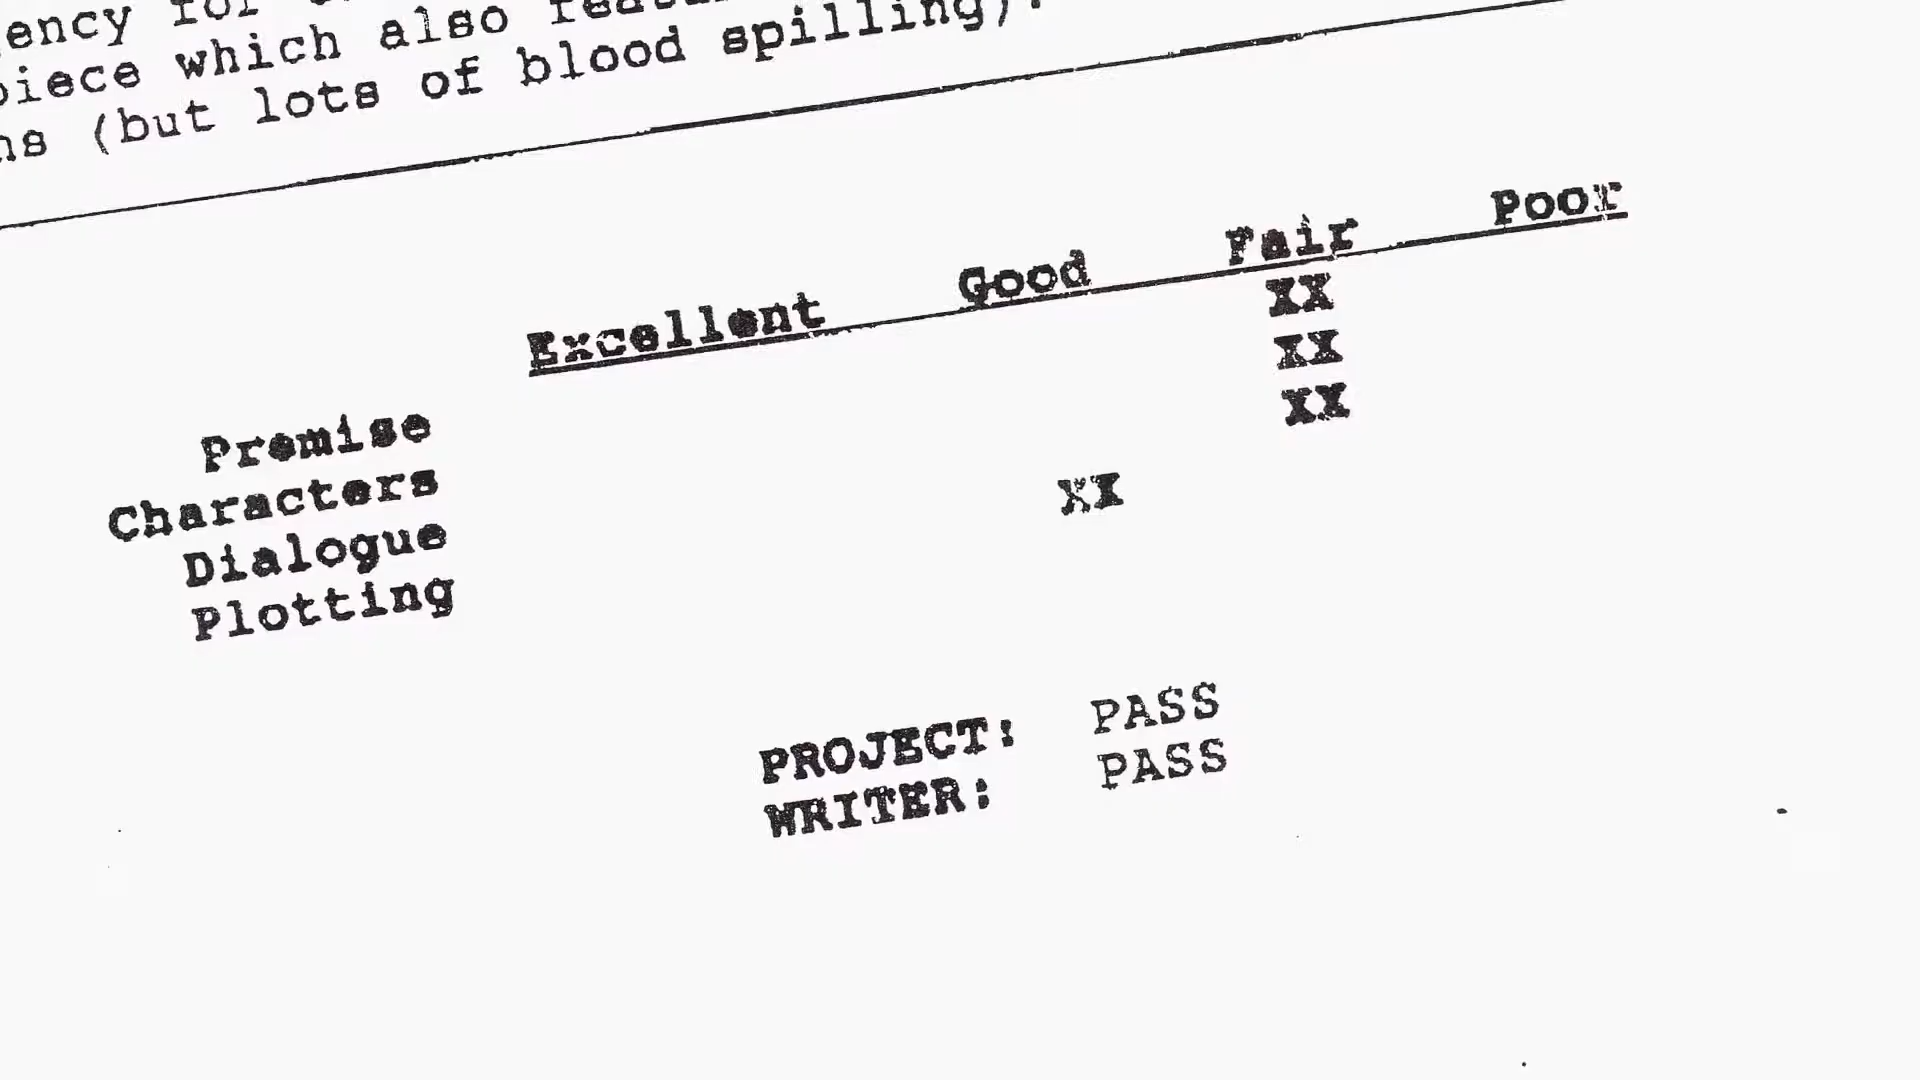 ency for
piece which also
ns (but lots of blood spilling).
Excellent Good Fair Poor
Premise XX
Characters XX
Dialogue XX
Plotting XX
PROJECT: PASS
WRITER: PASS